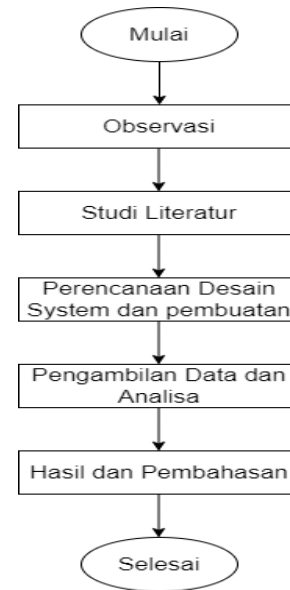 Mulai
Observasi
Studi Literatur
Perencanaan Desain
System dan pembuatan
Pengambilan Data dan
Analisa
Hasil dan Pembahasan
Selesai